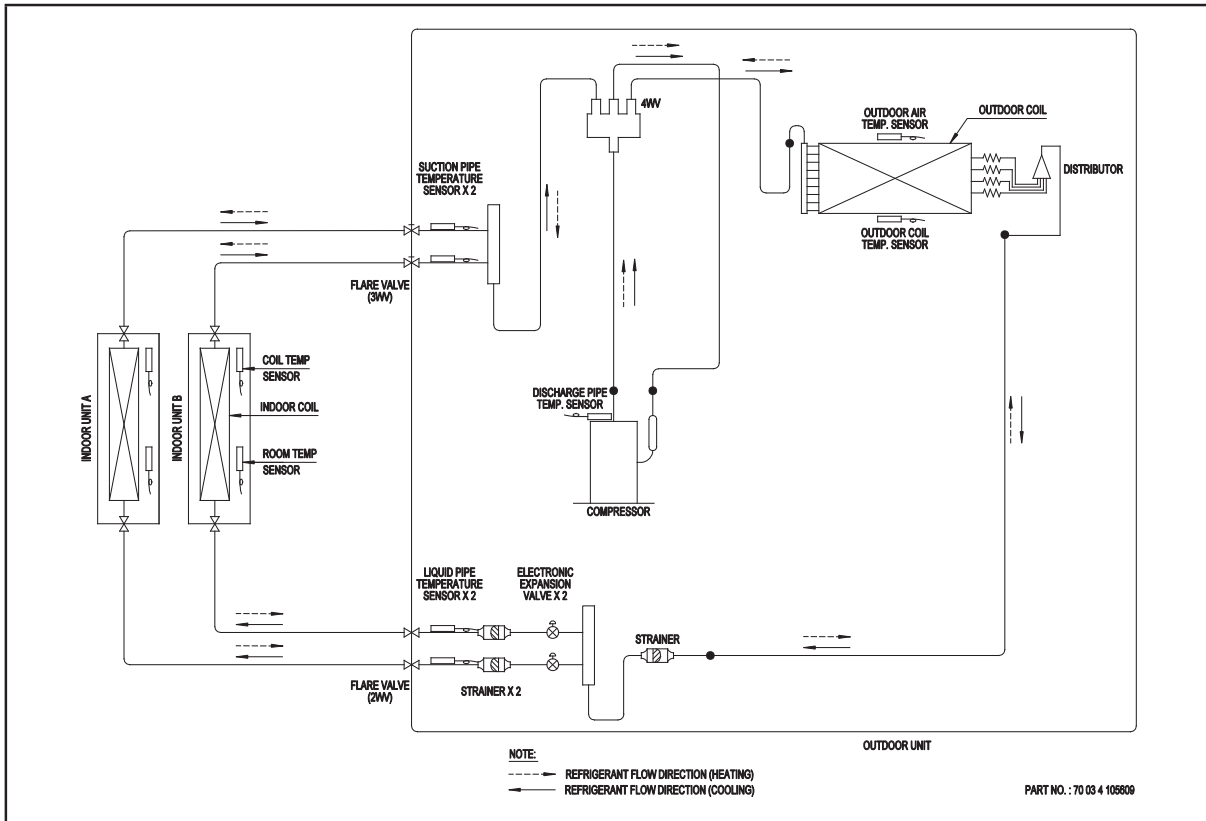 4WV
OUTDOOR AIR
TEMP. SENSOR
OUTDOOR COIL
DISTRIBUTOR
OUTDOOR COIL
TEMP. SENSOR
SUCTION PIPE
TEMPERATURE
SENSOR X 2
FLARE VALVE
(3WV)
INDOOR UNIT A
INDOOR UNIT B
COIL TEMP
SENSOR
INDOOR COIL
ROOM TEMP
SENSOR
DISCHARGE PIPE
TEMP. SENSOR
COMPRESSOR
LIQUID PIPE
TEMPERATURE
SENSOR X 2
ELECTRONIC
EXPANSION
VALVE X 2
STRAINER
FLARE VALVE
(2WV)
STRAINER X 2
OUTDOOR UNIT
NOTE:
REFRIGERANT FLOW DIRECTION (HEATING)
REFRIGERANT FLOW DIRECTION (COOLING)
PART NO. : 70 03 4 105609